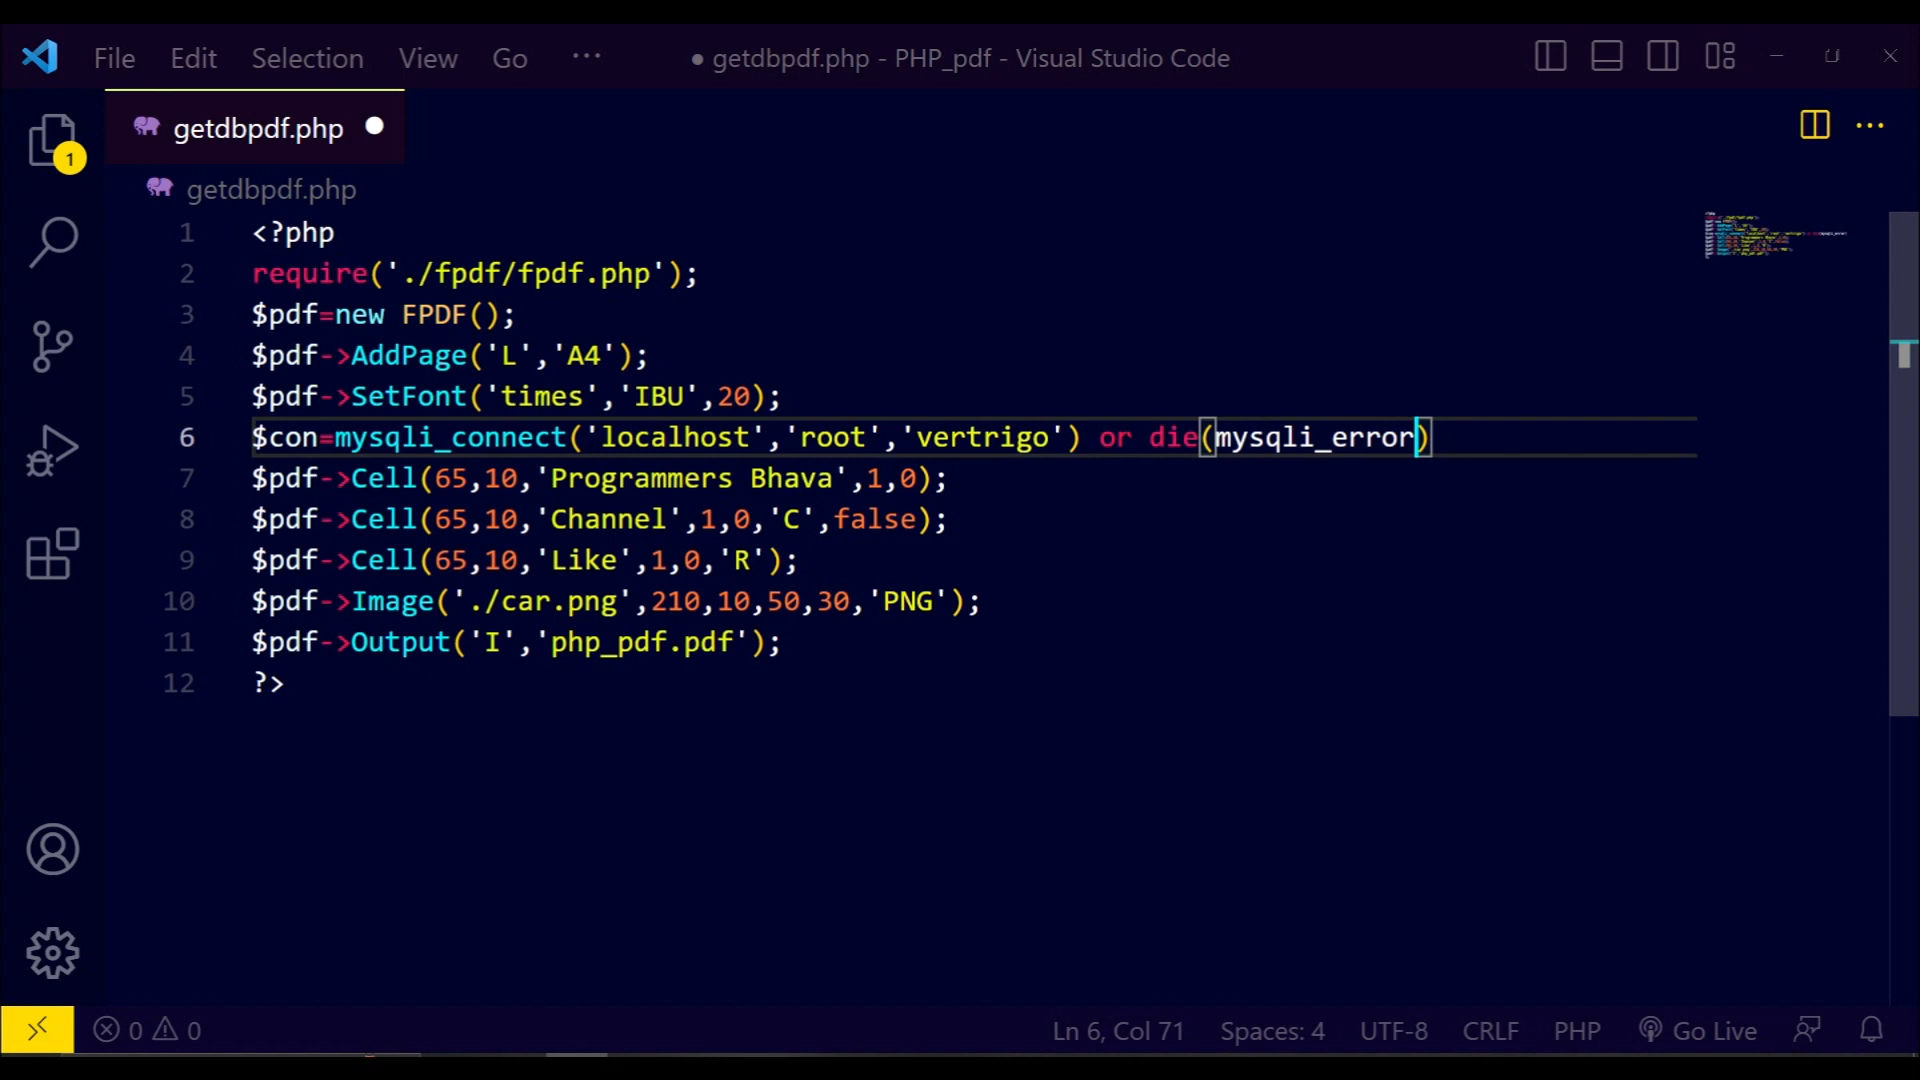 File Edit Selection View Go ··· ● getdbpdf.php - PHP_pdf - Visual Studio Code
getdbpdf.php ●
1
getdbpdf.php
1 <?php
2 require('./fpdf/fpdf.php');
3 $pdf=new FPDF();
4 $pdf->AddPage('L','A4');
5 $pdf->SetFont('times','IBU',20);
6 $con=mysqli_connect('localhost','root','vertrigo') or die(mysqli_error)
7 $pdf->Cell(65,10,'Programmers Bhava',1,0);
8 $pdf->Cell(65,10,'Channel',1,0,'C',false);
9 $pdf->Cell(65,10,'Like',1,0,'R');
10 $pdf->Image('./car.png',210,10,50,30,'PNG');
11 $pdf->Output('I','php_pdf.pdf');
12 ?>
0 0 Ln 6, Col 71 Spaces: 4 UTF-8 CRLF PHP Go Live